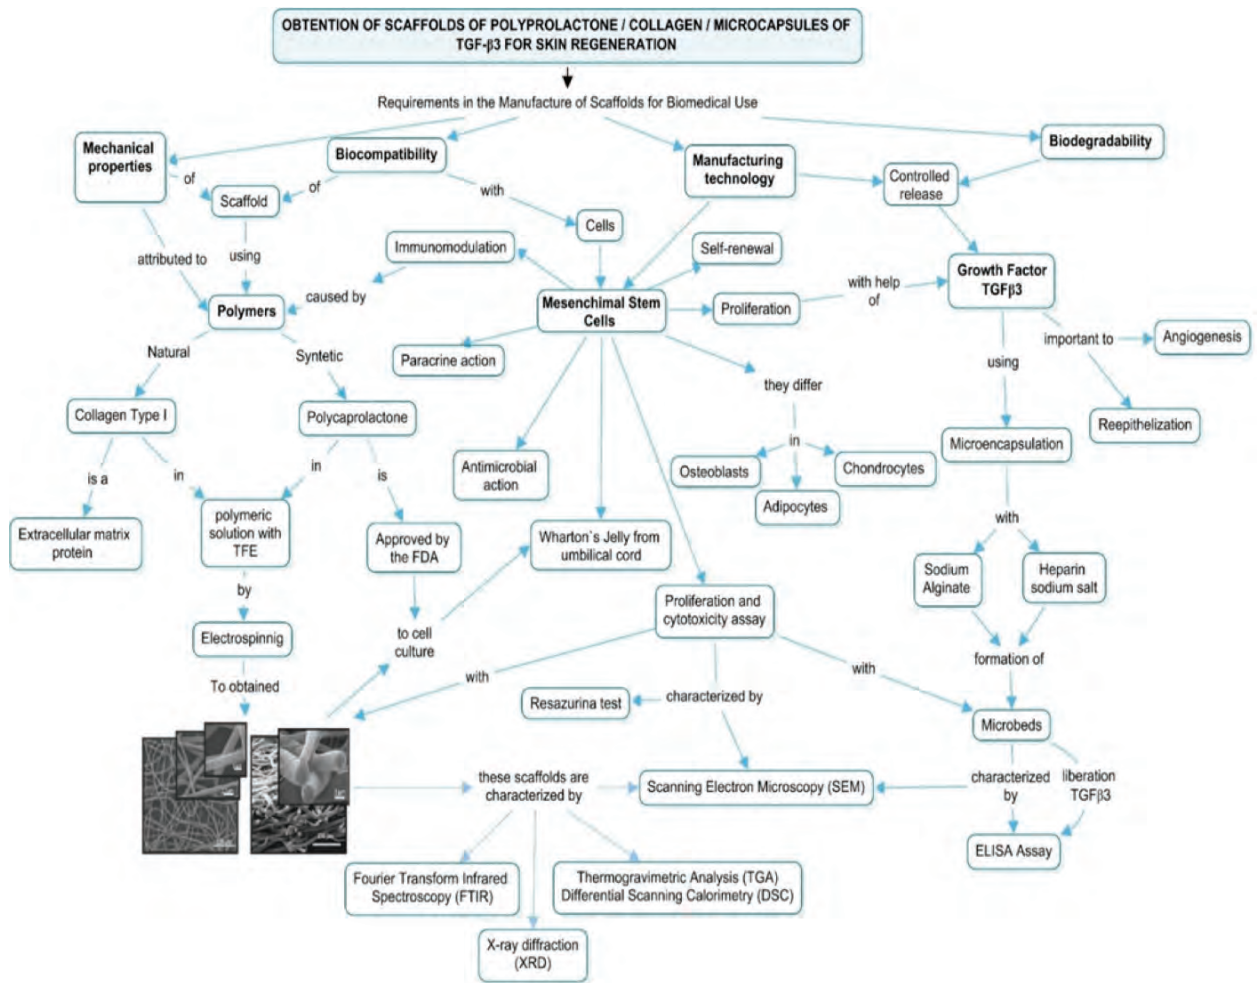 OBTENTION OF SCAFFOLDS OF POLYPROLACTONE / COLLAGEN / MICROCAPSULES OF
TGF-β3 FOR SKIN REGENERATION
Requirements in the Manufacture of Scaffolds for Biomedical Use
Mechanical
properties
Biocompatibility
Manufacturing
technology
Biodegradability
of
Scaffold
of
with
Cells
Controlled
release
attributed to
using
Immunomodulation
Self-renewal
caused by
Polymers
Mesenchimal Stem
Cells
Proliferation
with help
of
Growth Factor
TGFβ3
Natural
Syntetic
Paracrine action
they differ
using
important to
Angiogenesis
Collagen Type I
Polycaprolactone
in
Microencapsulation
Reepithelization
is a
in
in
is
Antimicrobial
action
Osteoblasts
Chondrocytes
Adipocytes
Extracellular matrix
protein
polymeric
solution with
TFE
Approved by
the FDA
Wharton`s Jelly from
umbilical cord
with
Sodium
Alginate
Heparin
sodium salt
by
Electrospinnig
to cell
culture
Proliferation and
cytotoxicity assay
formation of
To obtained
with
with
Resazurina test
characterized by
Microbeds
these scaffolds are
characterized by
Scanning Electron Microscopy (SEM)
characterized
by
liberation
TGFβ3
ELISA Assay
Fourier Transform Infrared
Spectroscopy (FTIR)
Thermogravimetric Analysis (TGA)
Differential Scanning Calorimetry (DSC)
X-ray diffraction
(XRD)